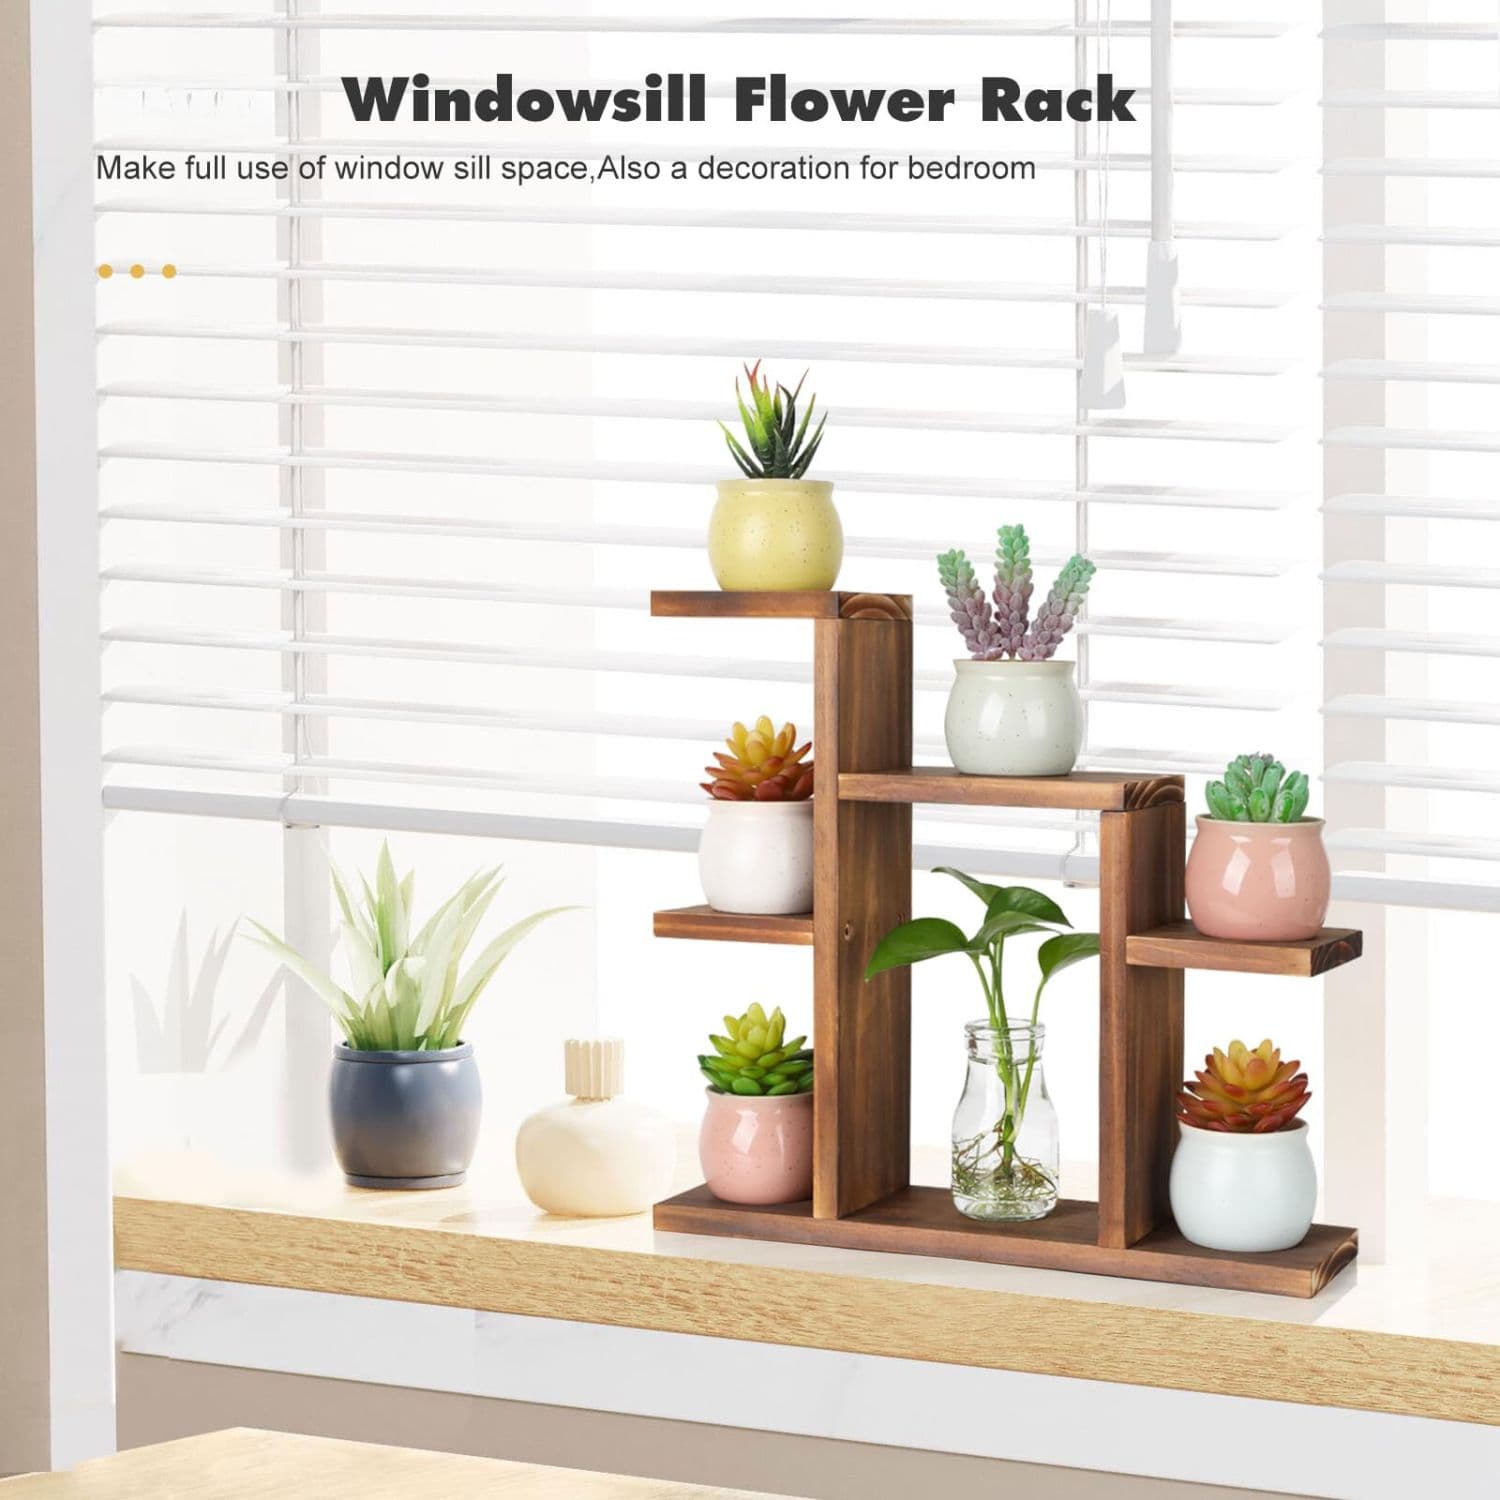 Windowsill Flower Rack
Make full use of window sill space,Also a decoration for bedroom